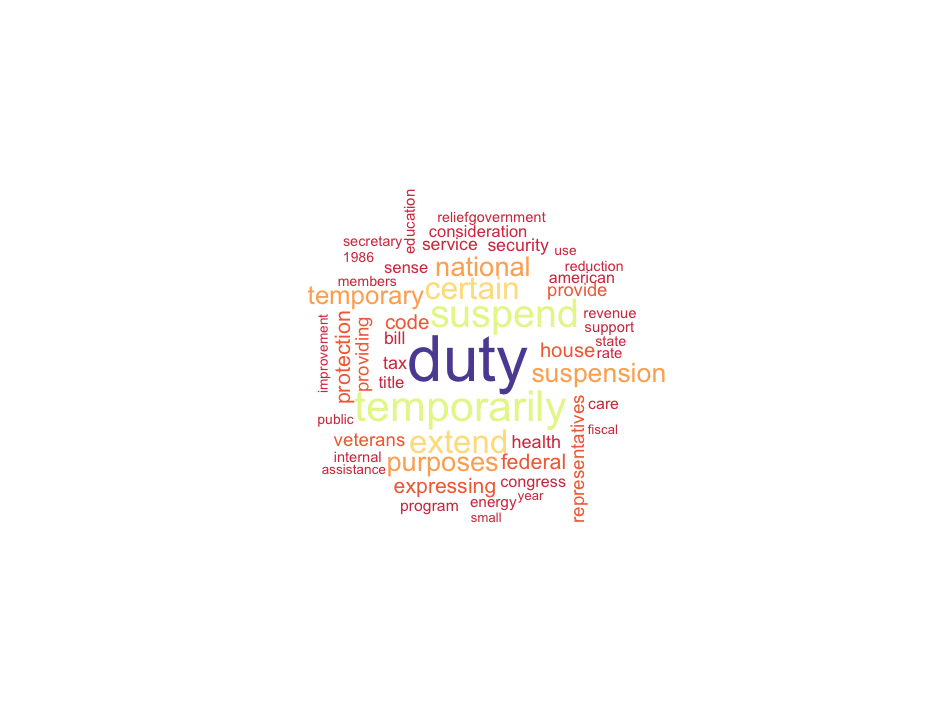 education
reliefgovernment
consideration
secretary
service
security
use
1986
sense
national
reduction
members
american
temporary
certain
provide
suspend
revenue
code
support
improvement
protection
providing
bill
state
duty
house
rate
tax
title
suspension
temporarily
care
public
representatives
fiscal
veterans
extend
health
internal
assistance
purposes
federal
expressing
congress
year
program
energy
small